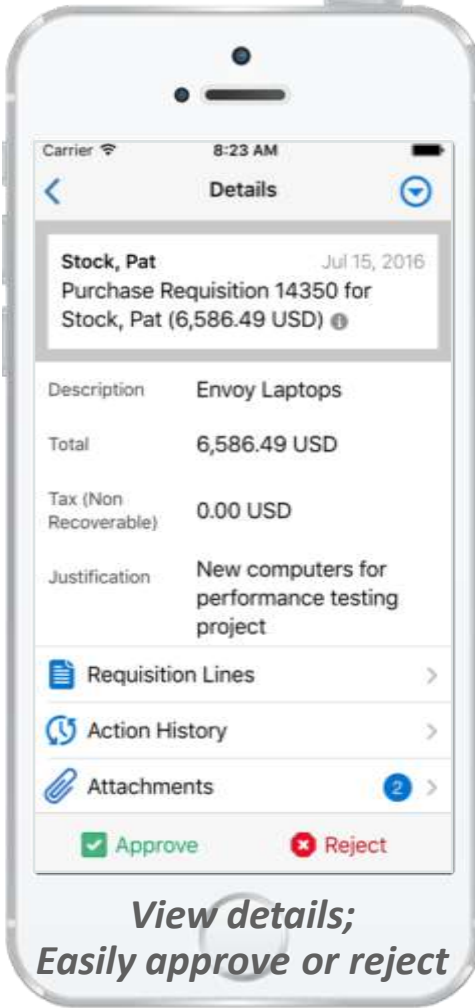 Carrier 8:23 AM
Details
Stock, Pat Jul 15, 2016
Purchase Requisition 14350 for
Stock, Pat (6,586.49 USD)
Description Envoy Laptops
Total 6,586.49 USD
Tax (Non
Recoverable) 0.00 USD
Justification New computers for
performance testing
project
Requisition Lines
Action History
Attachments 2
Approve Reject
View details;
Easily approve or reject